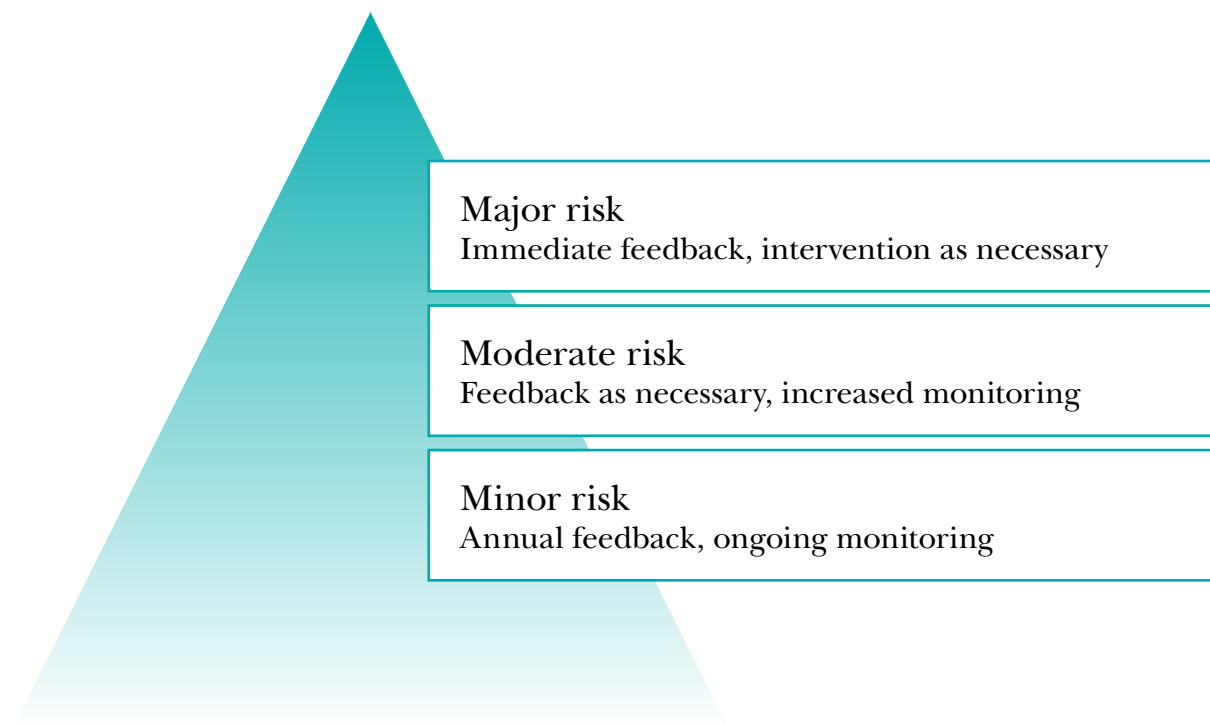 Major risk
Immediate feedback, intervention as necessary
Moderate risk
Feedback as necessary, increased monitoring
Minor risk
Annual feedback, ongoing monitoring